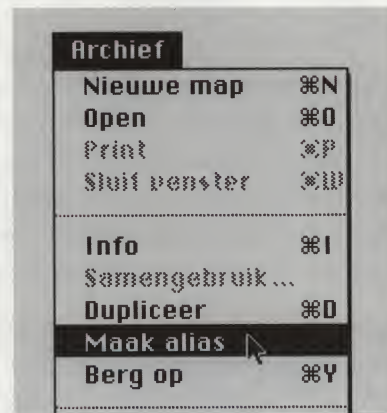 Archief
Nieuwe map ⌘N
Open ⌘O
Print ⌘P
Sluit venster ⌘W
Info ⌘I
Samengebruik...
Dupliceer ⌘D
Maak alias
Berg op ⌘Y